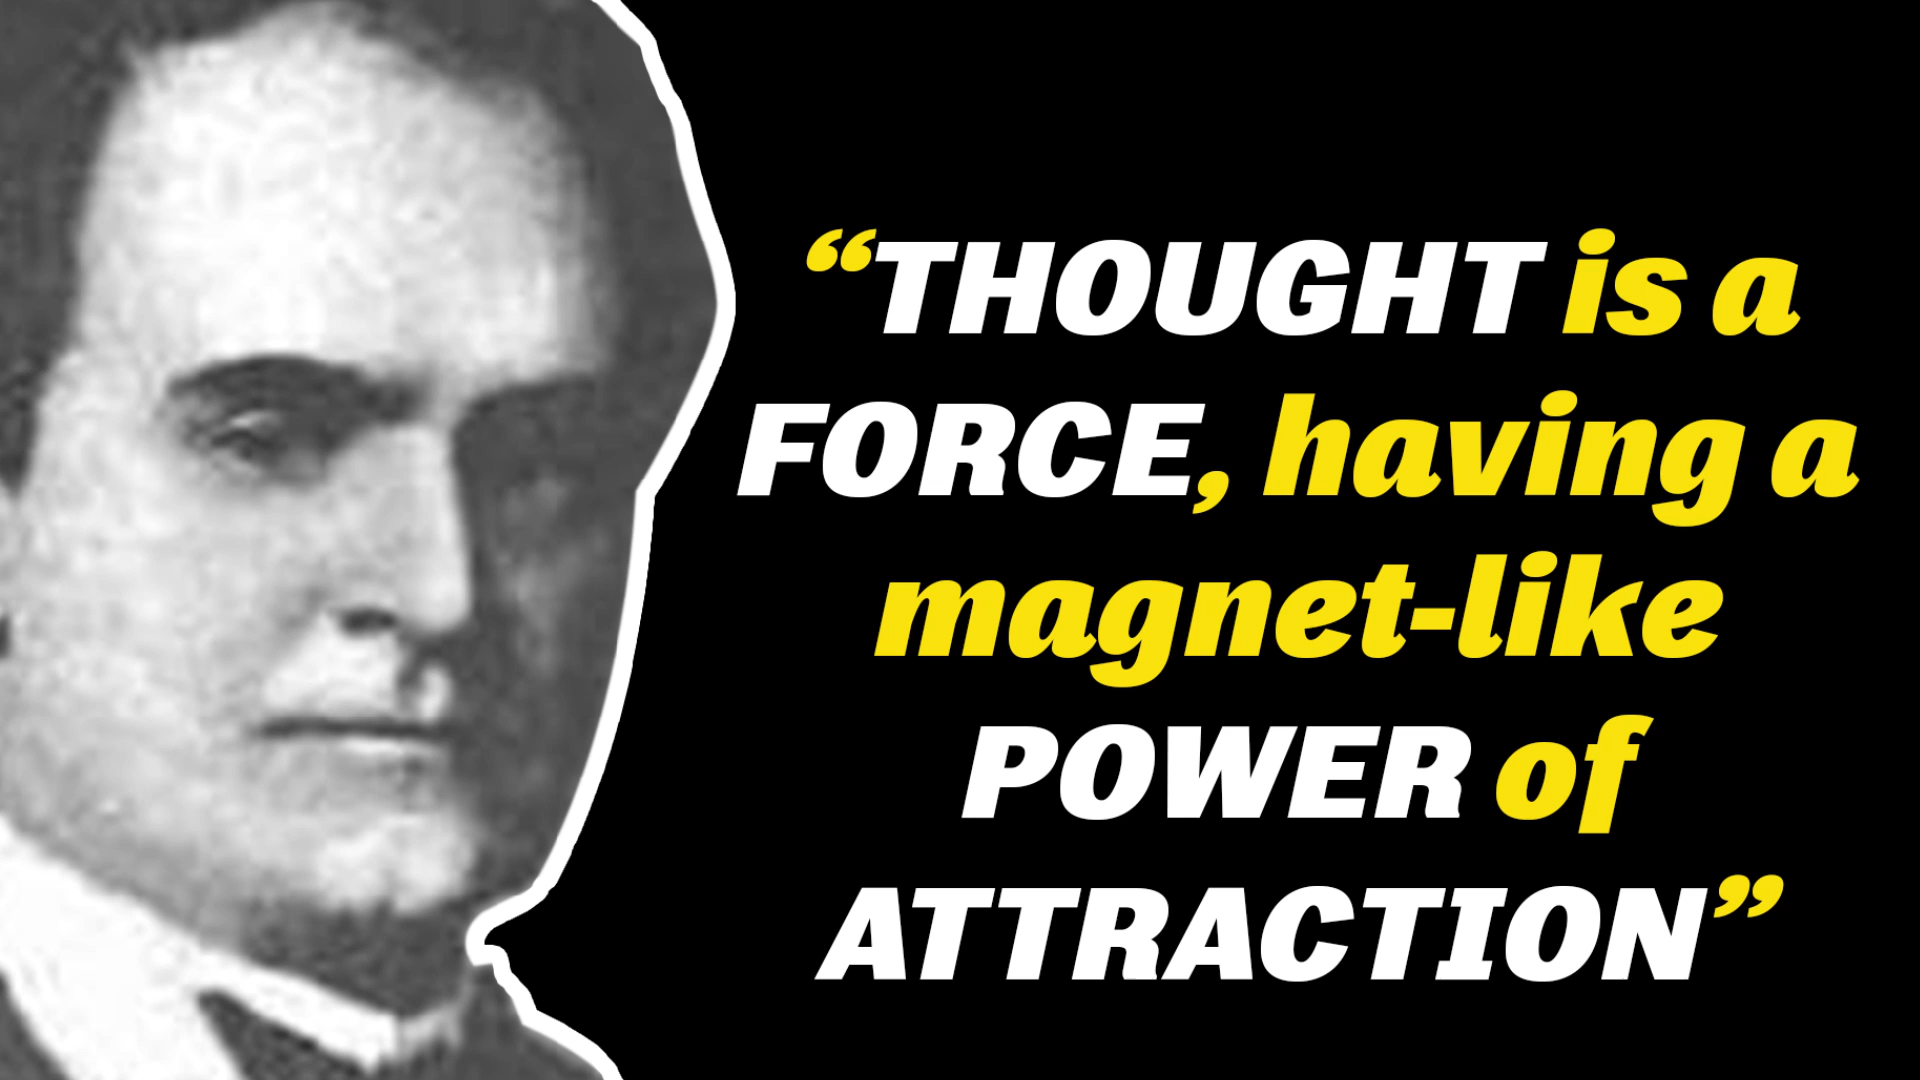 “THOUGHT is a
FORCE, having a
magnet-like
POWER of
ATTRACTION”